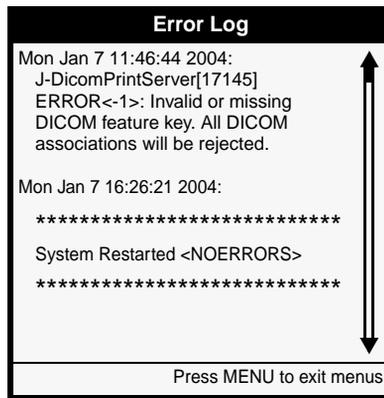 Error Log
Mon Jan 7 11:46:44 2004:
J-DicomPrintServer[17145]
ERROR<-1>: Invalid or missing
DICOM feature key. All DICOM
associations will be rejected.
Mon Jan 7 16:26:21 2004:
****************************
System Restarted <NOERRORS>
****************************
Press MENU to exit menus